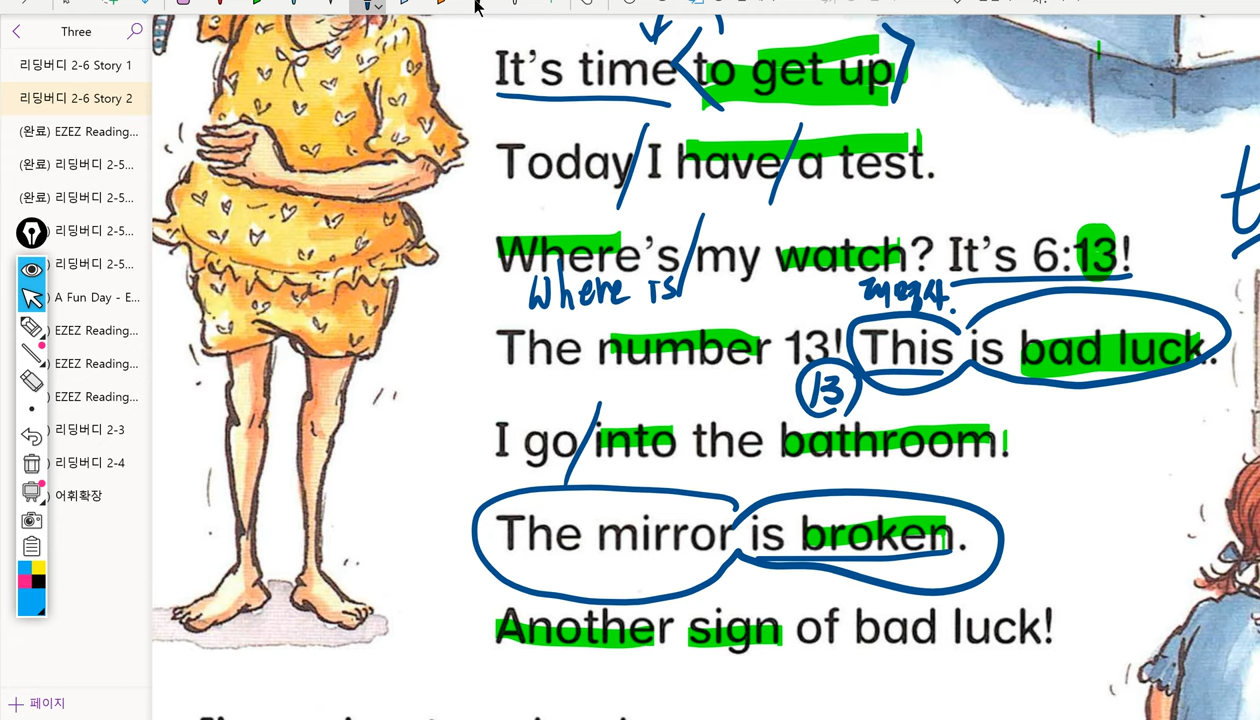 Three
리딩버디 2-6 Story 1
리딩버디 2-6 Story 2
(완료) EZEZ Reading...
(완료) 리딩버디 2-5...
(완료) 리딩버디 2-5...
) 리딩버디 2-5...
) 리딩버디 2-5...
) A Fun Day - E...
) EZEZ Reading...
) EZEZ Reading...
) EZEZ Reading...
리딩버디 2-3
) 리딩버디 2-4
) 어휘확장
페이지
It's time to get up
Today I have a test.
Where's my watch? It's 6:13!
Where is
The number 13! This is bad luck.
13
I go into the bathroom!
The mirror is broken.
Another sign of bad luck!